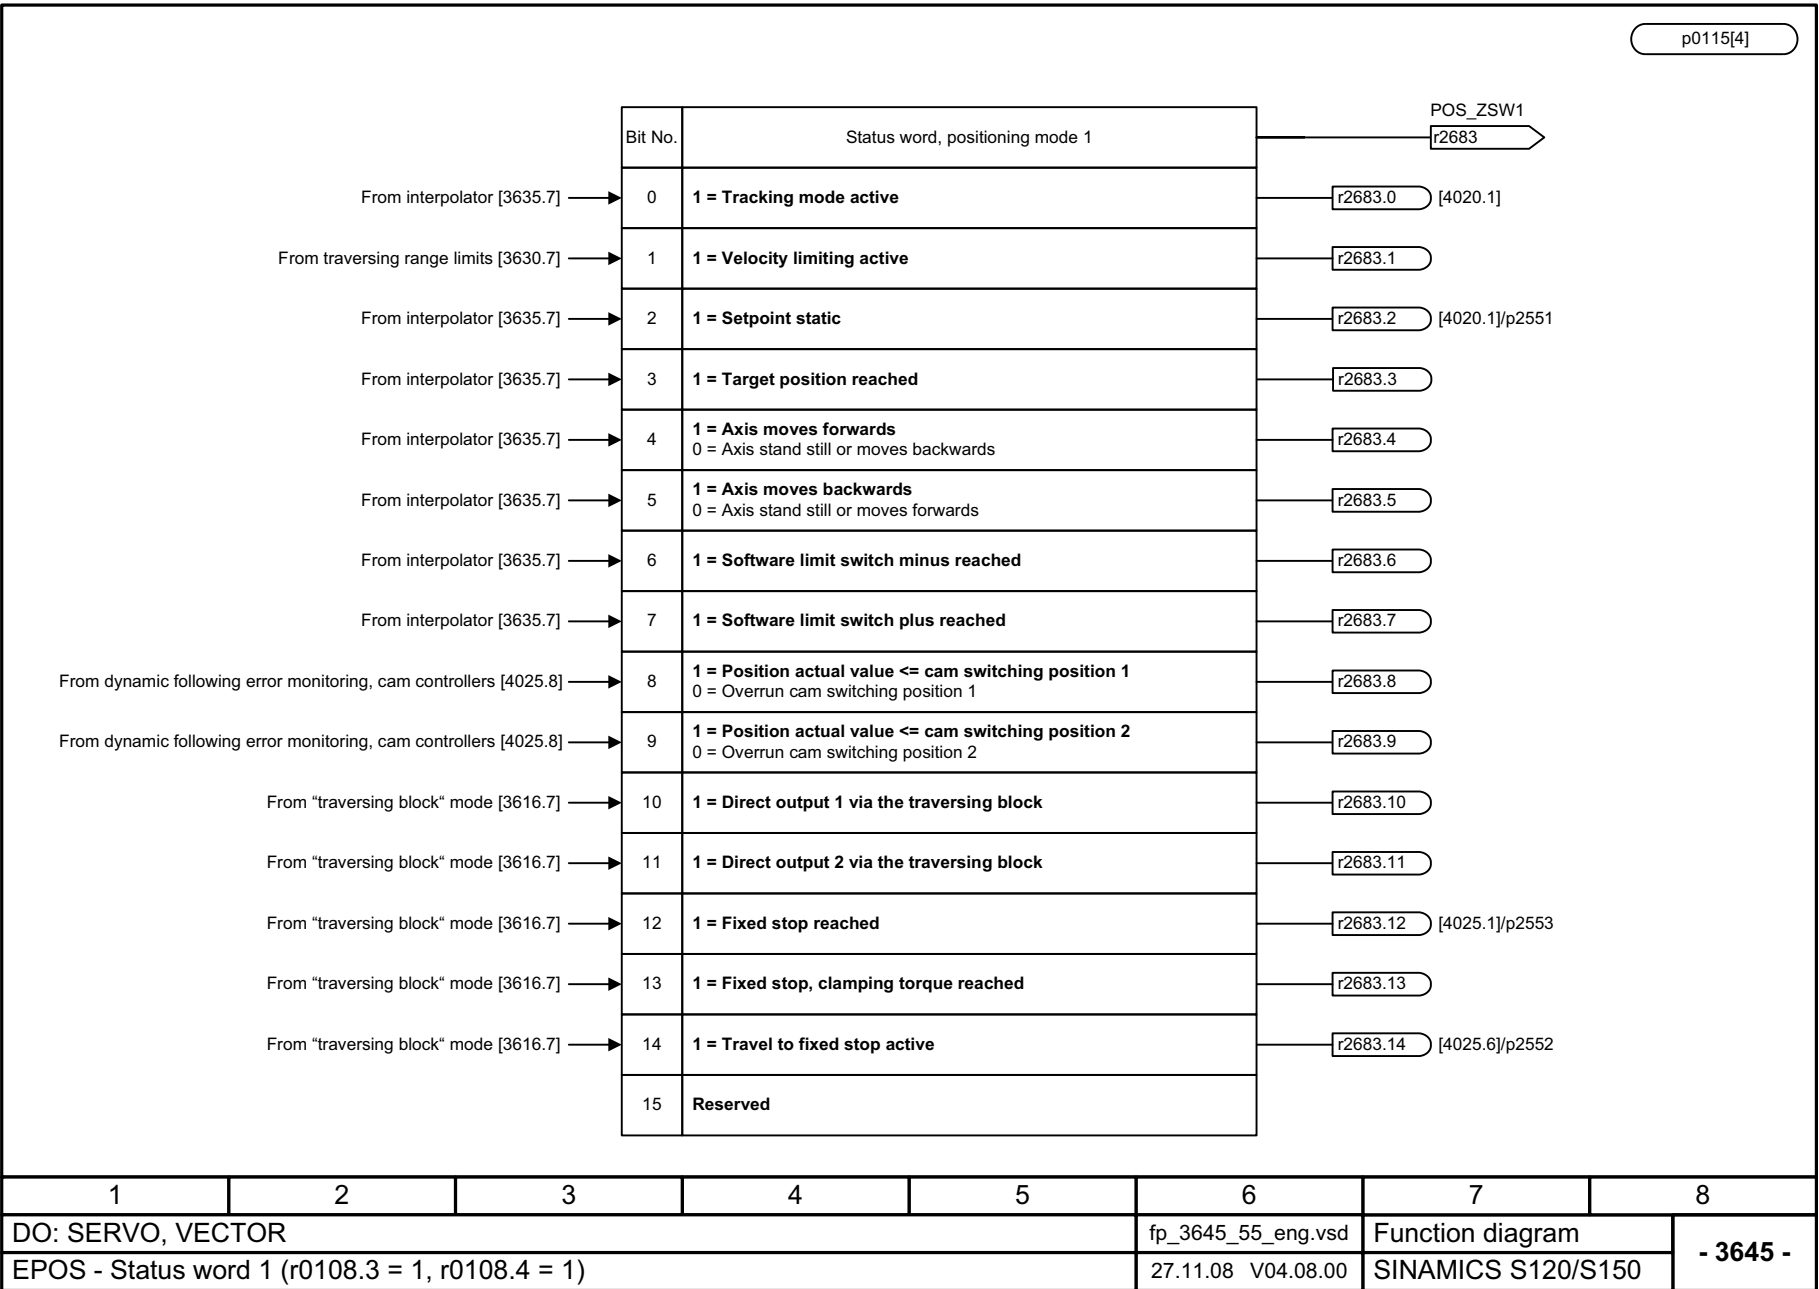 p0115[4]
POS_ZSW1
Bit No. Status word, positioning mode 1 r2683
From interpolator [3635.7] 0 1 = Tracking mode active r2683.0 [4020.1]
From traversing range limits [3630.7] 1 1 = Velocity limiting active r2683.1
From interpolator [3635.7] 2 1 = Setpoint static r2683.2 [4020.1]/p2551
From interpolator [3635.7] 3 1 = Target position reached r2683.3
From interpolator [3635.7] 4 1 = Axis moves forwards r2683.4
0 = Axis stand still or moves backwards
From interpolator [3635.7] 5 1 = Axis moves backwards r2683.5
0 = Axis stand still or moves forwards
From interpolator [3635.7] 6 1 = Software limit switch minus reached r2683.6
From interpolator [3635.7] 7 1 = Software limit switch plus reached r2683.7
From dynamic following error monitoring, cam controllers [4025.8] 8 1 = Position actual value <= cam switching position 1 r2683.8
0 = Overrun cam switching position 1
From dynamic following error monitoring, cam controllers [4025.8] 9 1 = Position actual value <= cam switching position 2 r2683.9
0 = Overrun cam switching position 2
From “traversing block“ mode [3616.7] 10 1 = Direct output 1 via the traversing block r2683.10
From “traversing block“ mode [3616.7] 11 1 = Direct output 2 via the traversing block r2683.11
From “traversing block“ mode [3616.7] 12 1 = Fixed stop reached r2683.12 [4025.1]/p2553
From “traversing block“ mode [3616.7] 13 1 = Fixed stop, clamping torque reached r2683.13
From “traversing block“ mode [3616.7] 14 1 = Travel to fixed stop active r2683.14 [4025.6]/p2552
15 Reserved
1 2 3 4 5 6 7 8
DO: SERVO, VECTOR fp_3645_55_eng.vsd Function diagram
- 3645 -
EPOS - Status word 1 (r0108.3 = 1, r0108.4 = 1) 27.11.08 V04.08.00 SINAMICS S120/S150